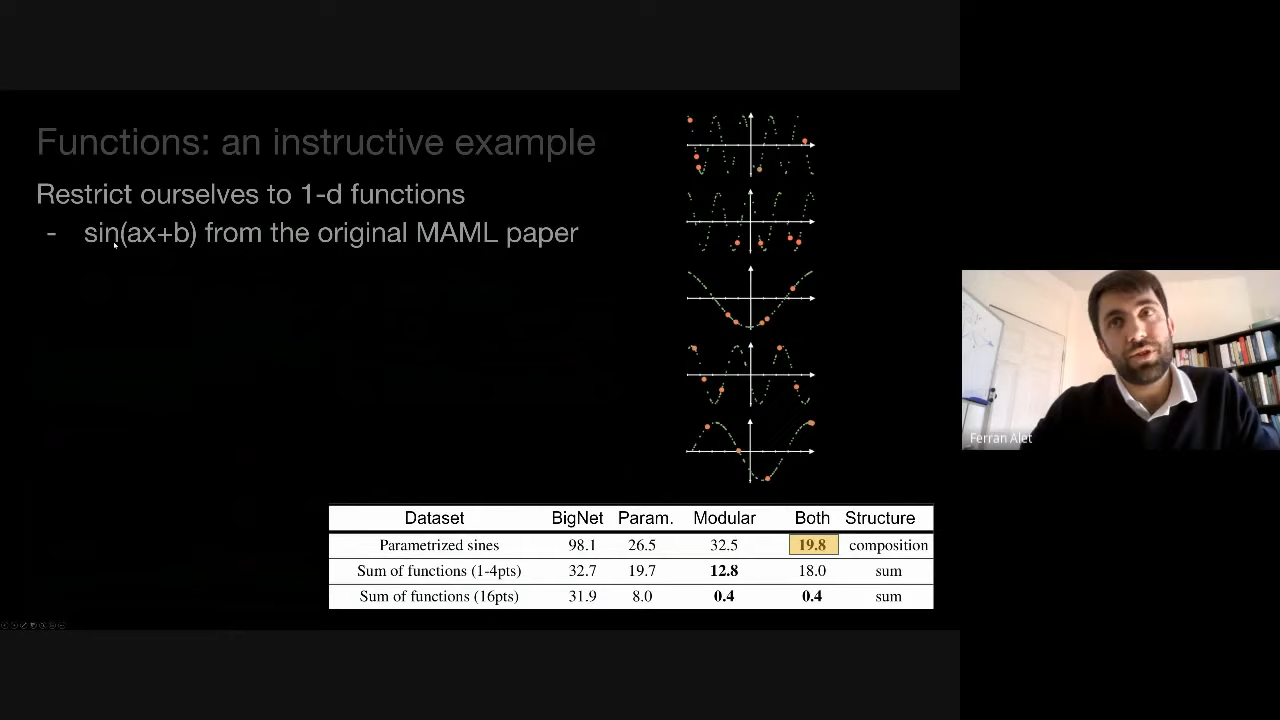 Functions: an instructive example
Restrict ourselves to 1-d functions
- sin(ax+b) from the original MAML paper
Ferran Alet
Dataset BigNet Param. Modular Both Structure
Parametrized sines 98.1 26.5 32.5 19.8 composition
Sum of functions (1-4pts) 32.7 19.7 12.8 18.0 sum
Sum of functions (16pts) 31.9 8.0 0.4 0.4 sum